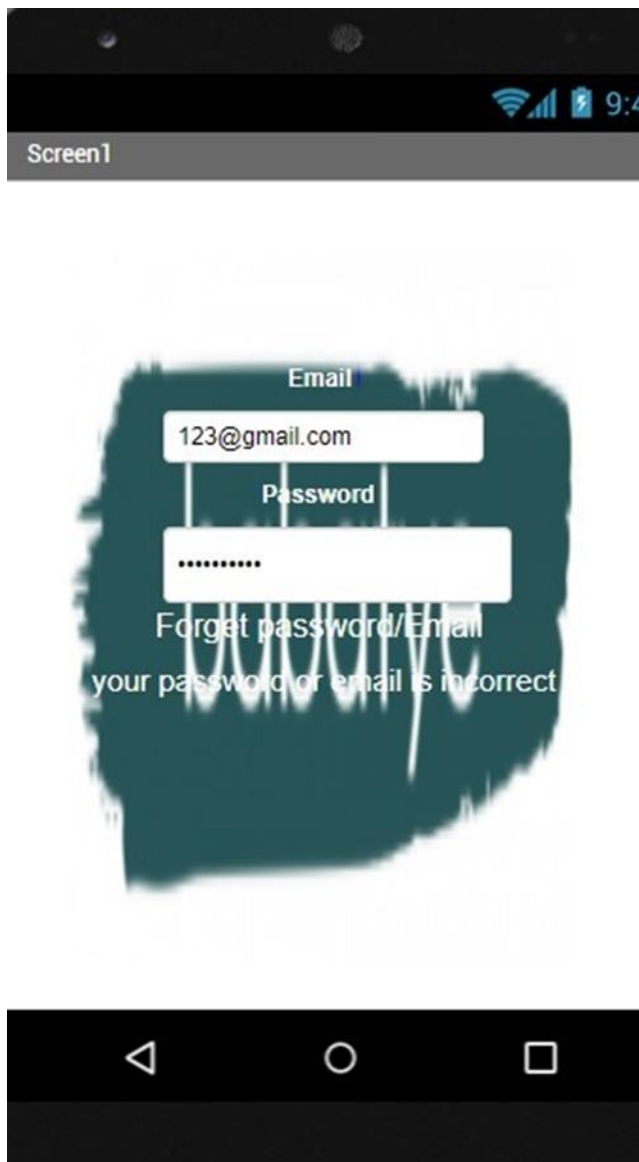 9:4
Screen1
Email
123@gmail.com
Password
••••••••••
Forget password/Email
your password or email is incorrect